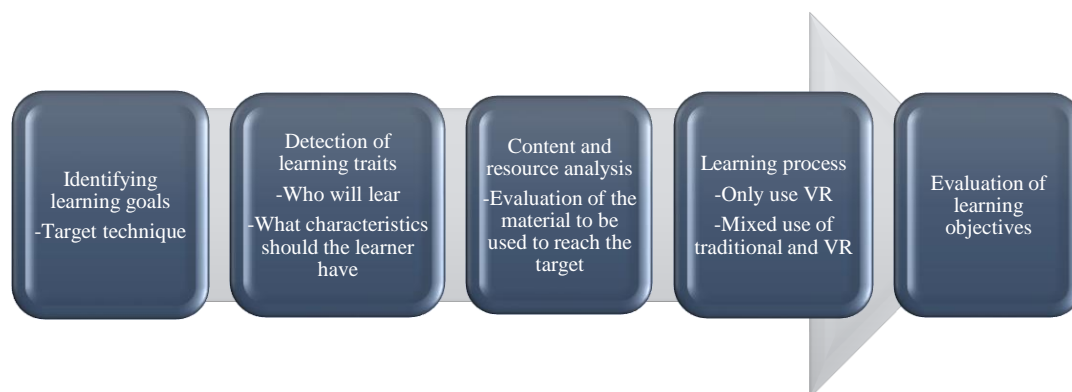 Identifying
learning goals
-Target technique
Detection of
learning traits
-Who will lear
-What characteristics
should the learner
have
Content and
resource analysis
-Evaluation of the
material to be
used to reach the
target
Learning process
-Only use VR
-Mixed use of
traditional and VR
Evaluation of
learning
objectives